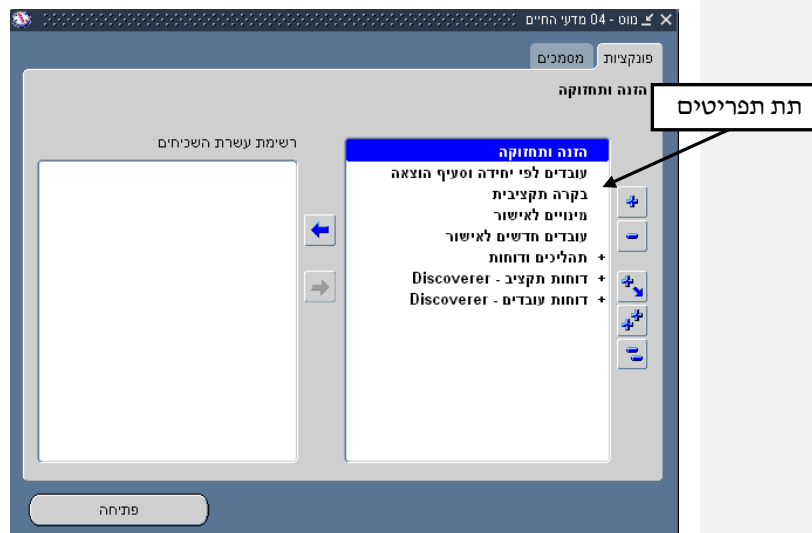 נווט - 04 מדעי החיים
פונקציות
מסמכים
הזנה ותחזוקה
תת תפריטים
רשימת עשרת השכיחים
הזנה ותחזוקה
עובדים לפי יחידה וסעיף הוצאה
בקרה תקציבית
מינויים לאישור
עובדים חדשים לאישור
+ תהליכים ודוחות
+ דוחות תקציב - Discoverer
+ דוחות עובדים - Discoverer
פתיחה